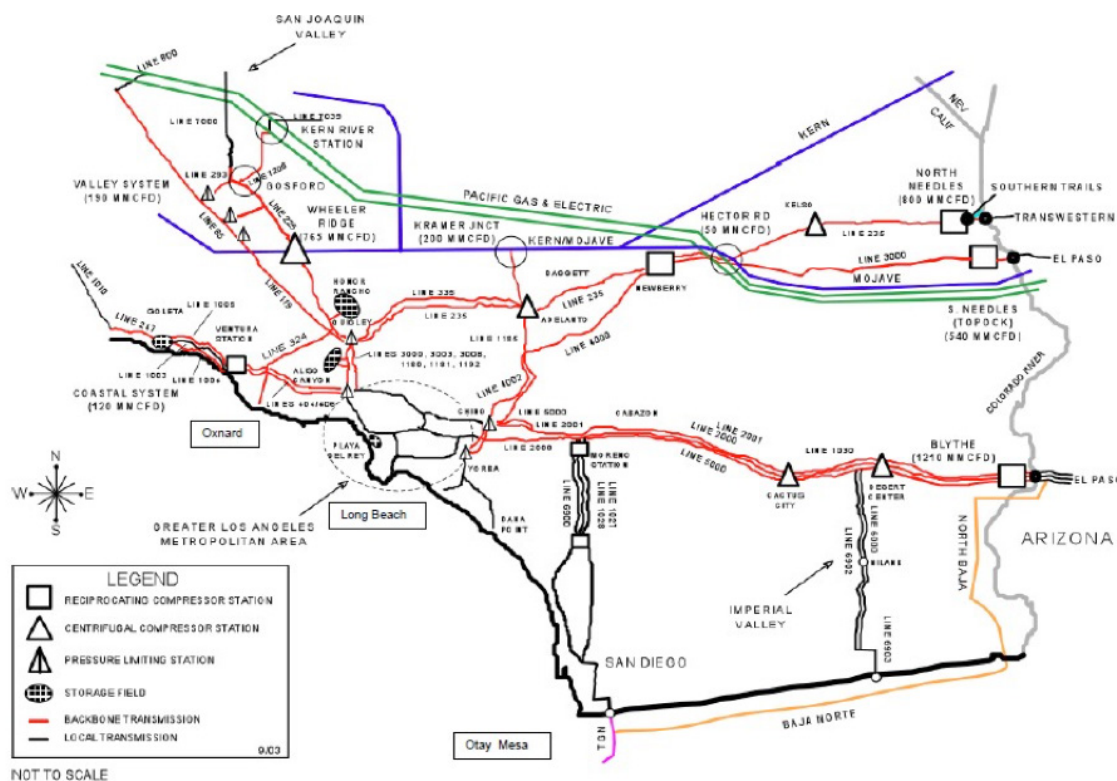 SAN JOAQUIN
VALLEY
LINE 800
LINE 7000
LINE 7039
KERN RIVER
STATION
LINE 293
LINE 1208
GOSFORD
VALLEY SYSTEM
(190 MMCFD)
LINE 85
LINE 225
WHEELER
RIDGE
(765 MMCFD)
PACIFIC GAS & ELECTRIC
KERN
NEV
CALIF
KRAMER JNCT
(200 MMCFD)
KERN/MOJAVE
HECTOR RD
(50 MMCFD)
KELSO
LINE 235
NORTH
NEEDLES
(800 MMCFD)
SOUTHERN TRAILS
TRANSWESTERN
LINE 3000
EL PASO
MOJAVE
S. NEEDLES
(TOPOCK)
(540 MMCFD)
COLORADO RIVER
DAGGETT
NEWBERRY
LINE 235
LINE 4000
ADELANTO
LINE 1185
LINE 335
LINE 235
HONOR
RANCHO
QUIGLEY
LINE 119
LINE 1010
LINE 247
GOLETA
LINE 1005
VENTURA
STATION
LINE 1003
LINE 1004
COASTAL SYSTEM
(120 MMCFD)
LINE 324
ALISO
CANYON
LINES 3000, 3003, 3008,
1180, 1181, 1192
LINES 404/406
Oxnard
PLAYA
DEL REY
CHINO
LINE 4002
LINE 5000
LINE 2001
LINE 2000
CABAZON
LINE 2001
LINE 2000
LINE 5000
YORBA
MORENO
STATION
LINE 6900
LINE 1027
LINE 1028
DANA
POINT
Long Beach
GREATER LOS ANGELES
METROPOLITAN AREA
CACTUS
CITY
LINE 1030
DESERT
CENTER
BLYTHE
(1210 MMCFD)
EL PASO
ARIZONA
NORTH BAJA
LINE 6000
LINE 6902
NILAND
LINE 6903
IMPERIAL
VALLEY
SAN DIEGO
Otay Mesa
TGN
BAJA NORTE
N
W
E
S
LEGEND
RECIPROCATING COMPRESSOR STATION
CENTRIFUGAL COMPRESSOR STATION
PRESSURE LIMITING STATION
STORAGE FIELD
BACKBONE TRANSMISSION
LOCAL TRANSMISSION
9/03
NOT TO SCALE